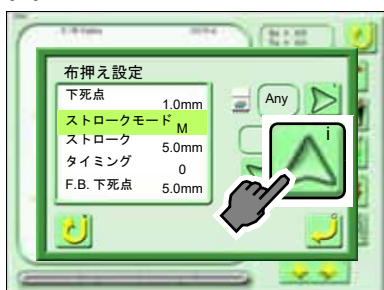 布押え設定
下死点
1.0mm
ストロークモード
M
ストローク
5.0mm
タイミング
0
F.B. 下死点
5.0mm
Any
i